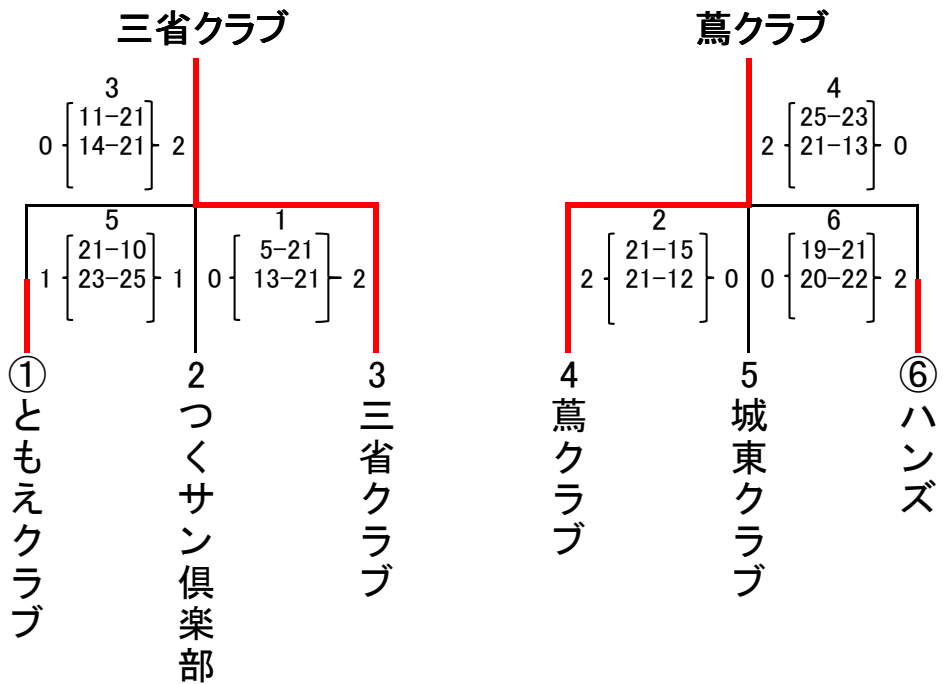 三省クラブ
蔦クラブ
3
11-21
0 14-21 2
4
25-23
2 21-13 0
5
21-10
1 23-25 1
1
5-21
0 13-21 2
2
21-15
2 21-12 0
6
19-21
0 20-22 2
①ともえクラブ
2つくサン倶楽部
3三省クラブ
4蔦クラブ
5城東クラブ
⑥ハンズ